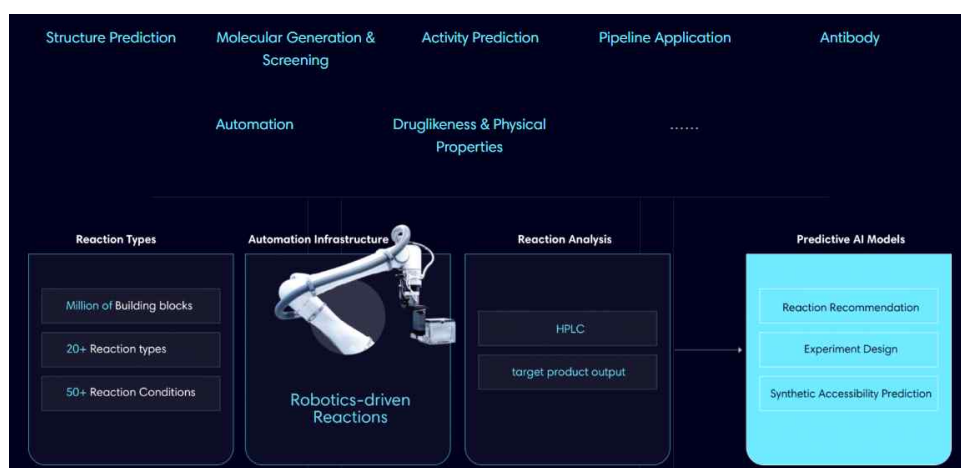 Structure Prediction
Molecular Generation &
Screening
Activity Prediction
Pipeline Application
Antibody
Automation
Druglikeness & Physical
Properties
......
Reaction Types
Automation Infrastructure
Reaction Analysis
Predictive AI Models
Million of Building blocks
20+ Reaction types
50+ Reaction Conditions
Robotics-driven
Reactions
HPLC
target product output
Reaction Recommendation
Experiment Design
Synthetic Accessibility Prediction